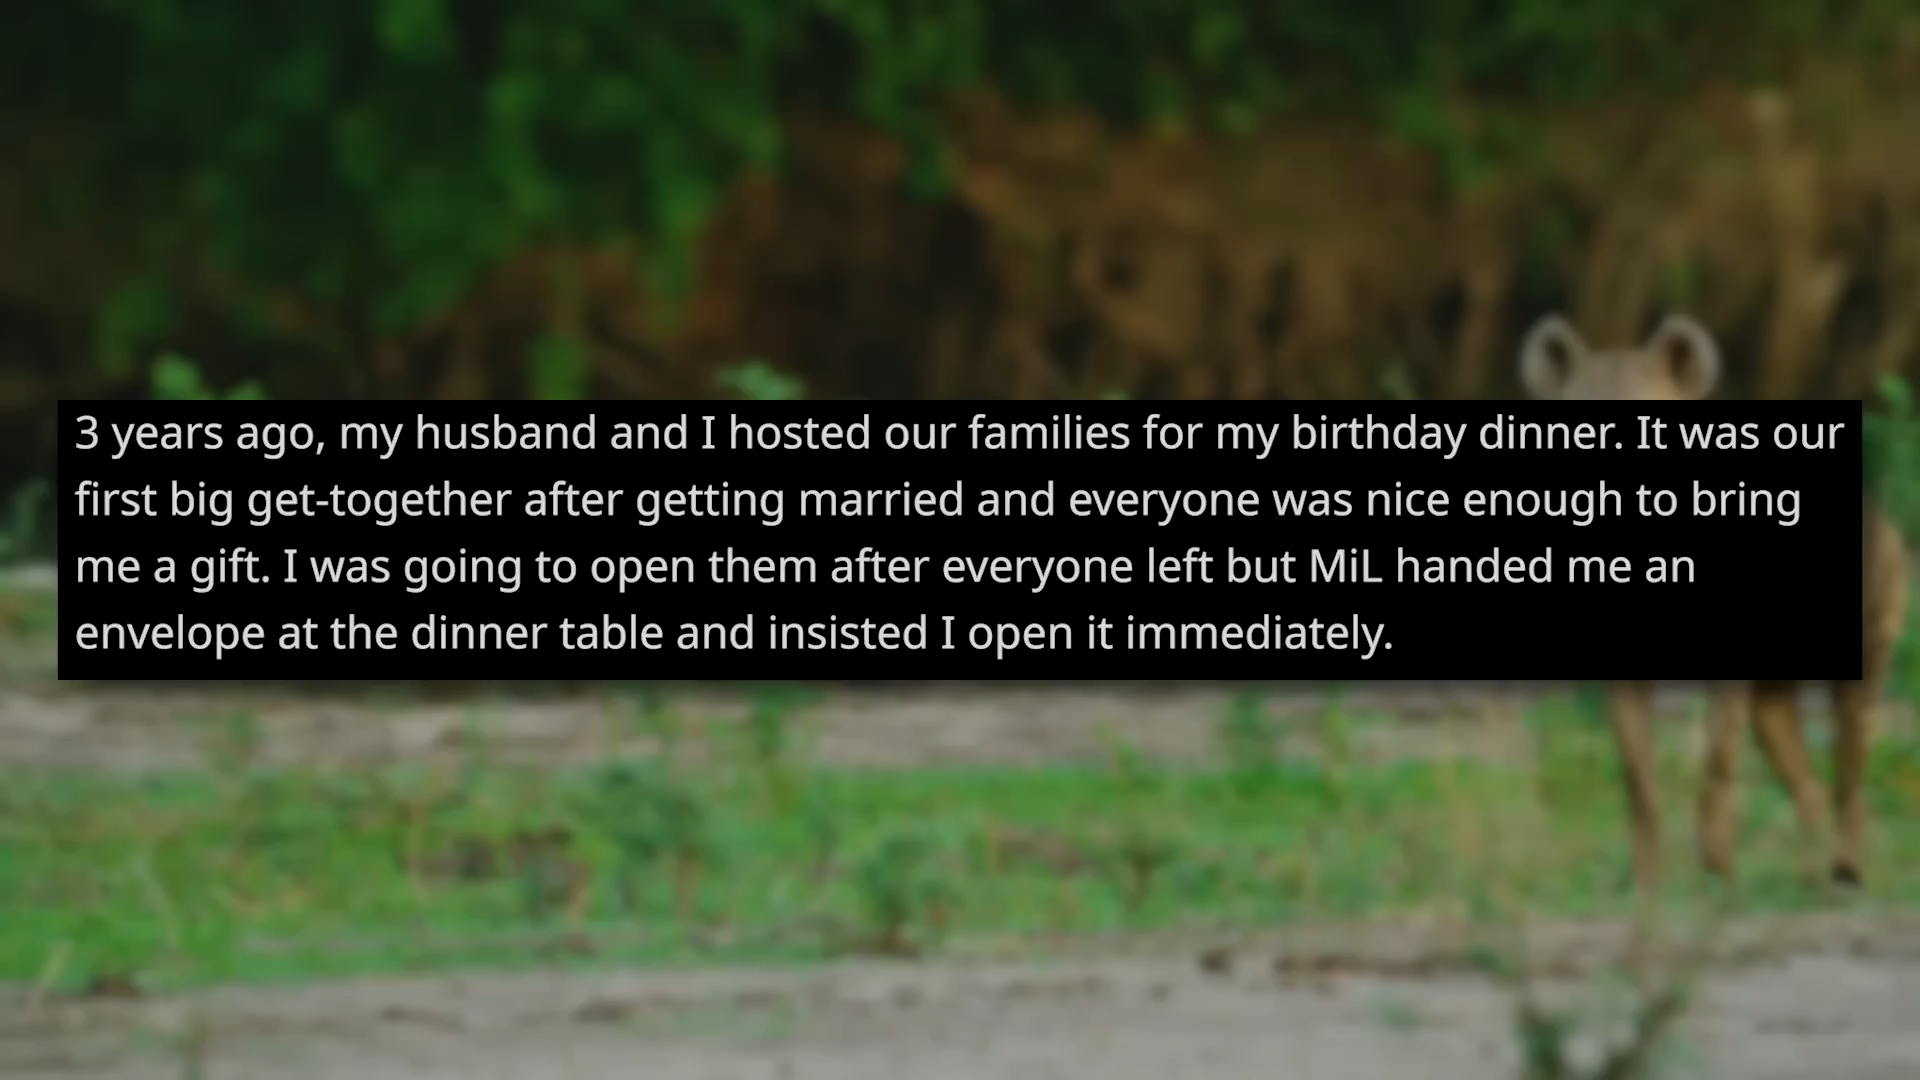 3 years ago, my husband and I hosted our families for my birthday dinner. It was our
first big get-together after getting married and everyone was nice enough to bring
me a gift. I was going to open them after everyone left but MiL handed me an
envelope at the dinner table and insisted I open it immediately.